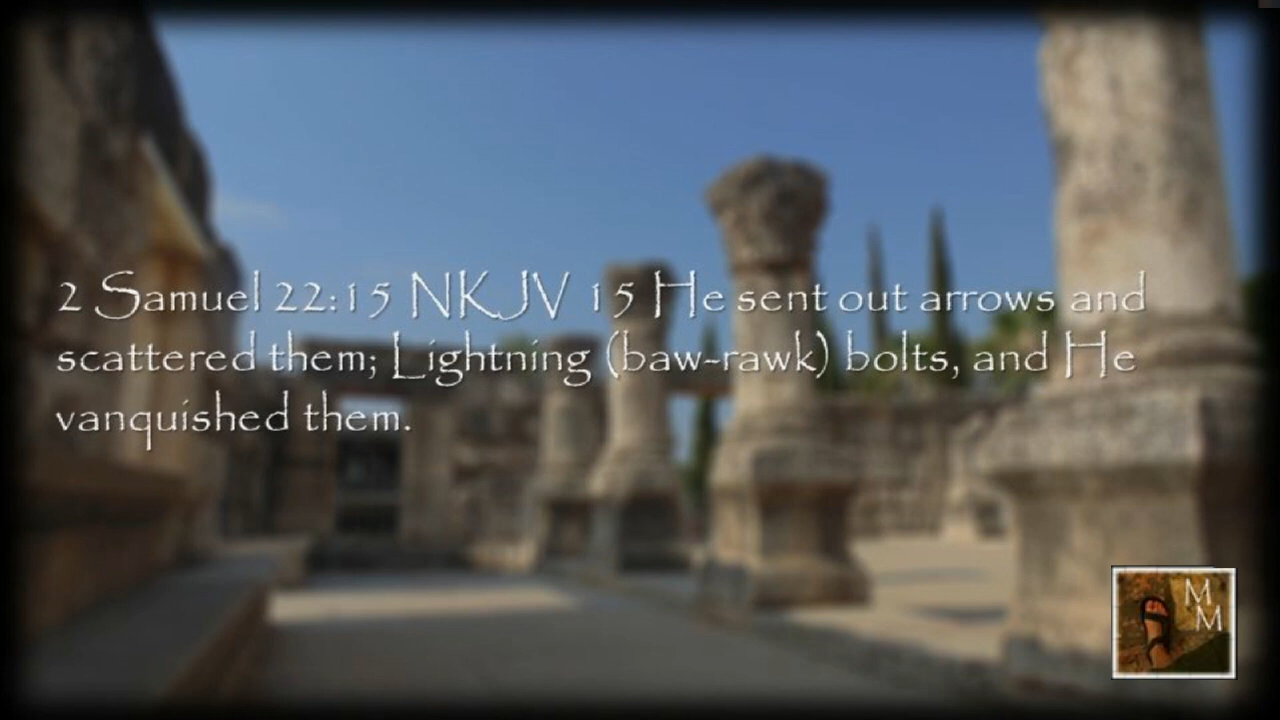 2 Samuel 22:15 NKJV 15 He sent out arrows and
scattered them; Lightning (baw-rawk) bolts, and He
vanquished them.
M
M